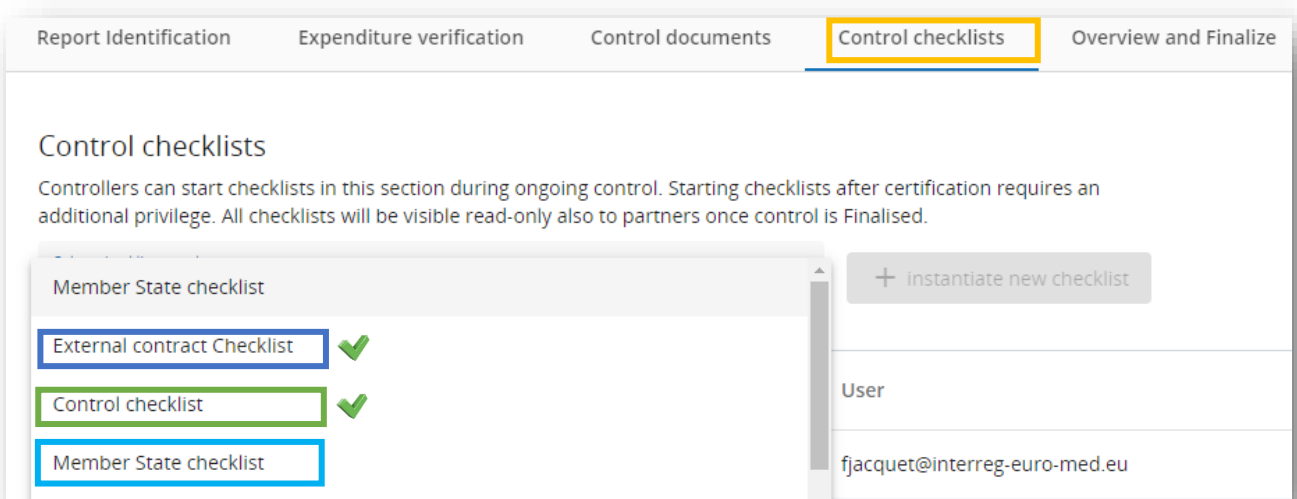 Report Identification Expenditure verification Control documents Control checklists Overview and Finalize
Control checklists
Controllers can start checklists in this section during ongoing control. Starting checklists after certification requires an
additional privilege. All checklists will be visible read-only also to partners once control is Finalised.
Member State checklist
+ instantiate new checklist
External contract Checklist
Control checklist
User
Member State checklist
fjacquet@interreg-euro-med.eu